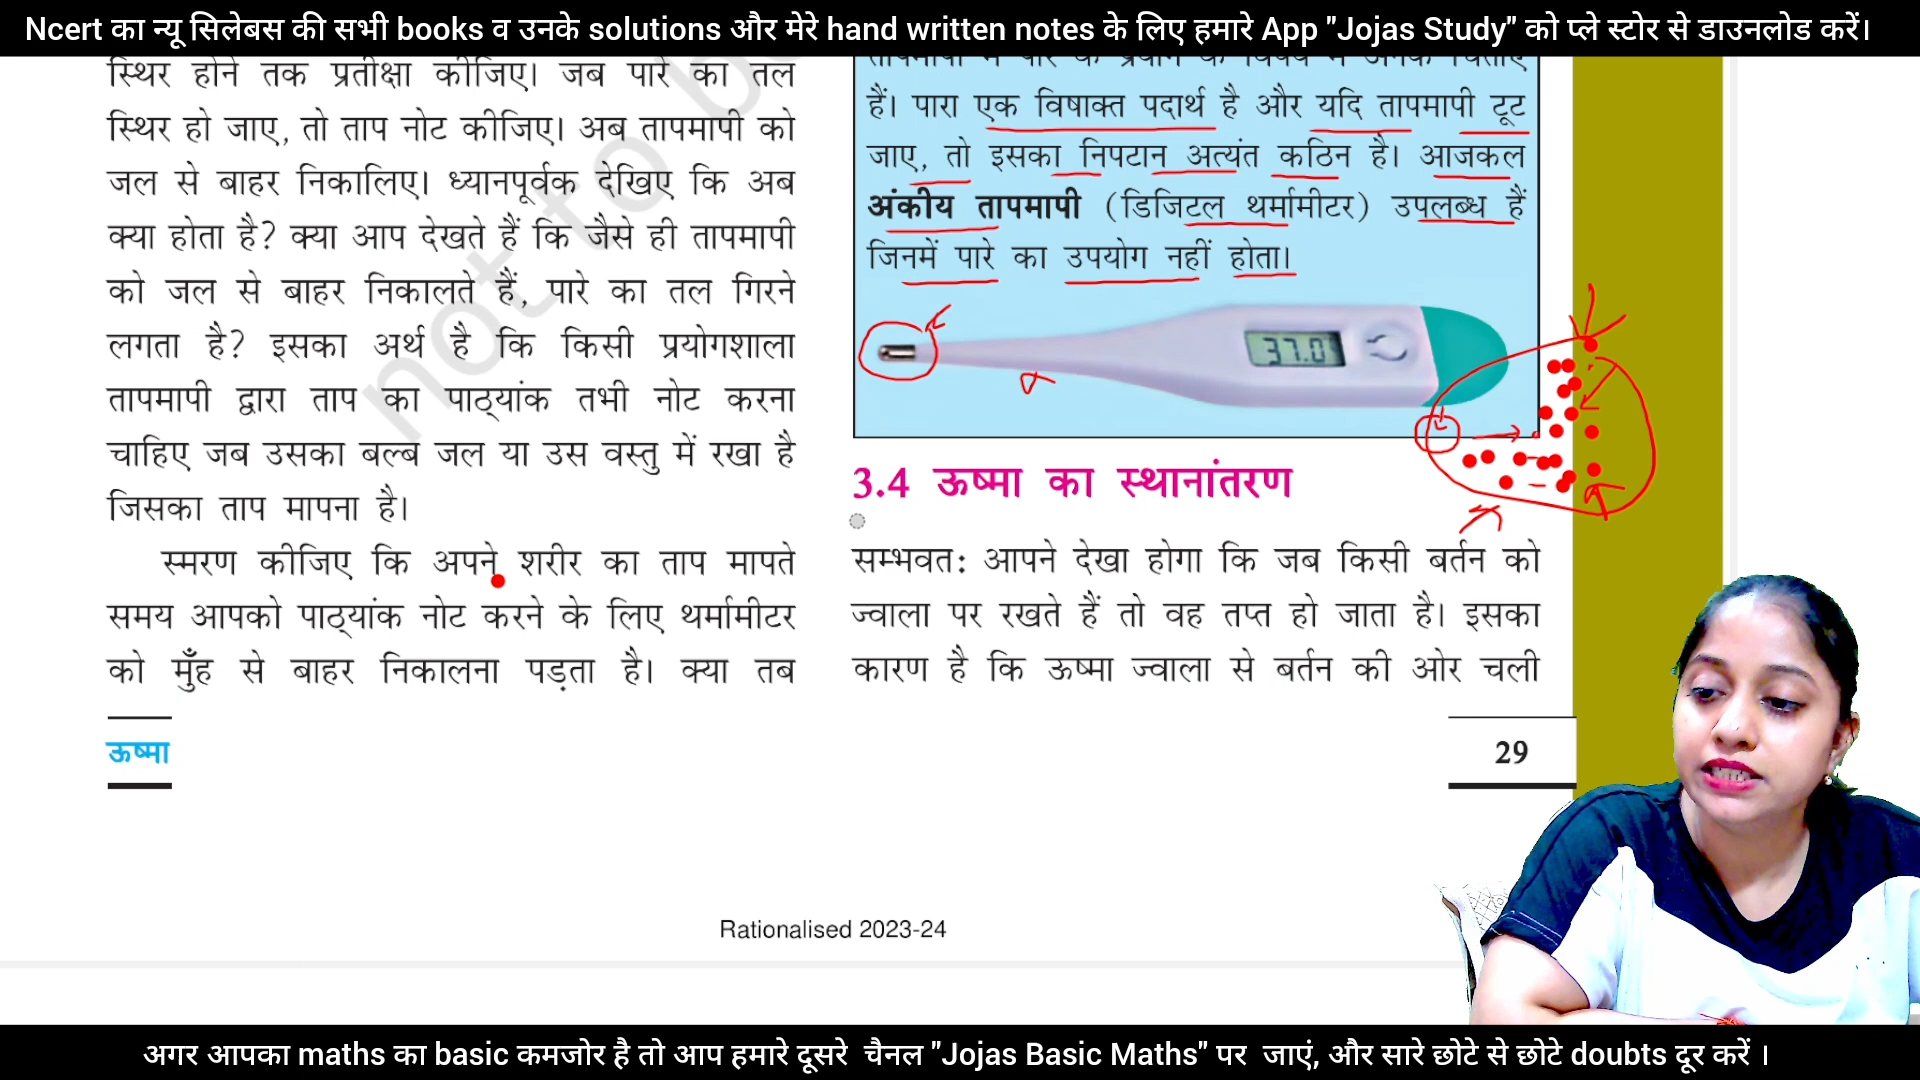 Ncert का न्यू सिलेबस की सभी books व उनके solutions और मेरे hand written notes के लिए हमारे App "Jojas Study" को प्ले स्टोर से डाउनलोड करें।
स्थिर होने तक प्रतीक्षा कीजिए। जब पारे का तल
स्थिर हो जाए, तो ताप नोट कीजिए। अब तापमापी को
जल से बाहर निकालिए। ध्यानपूर्वक देखिए कि अब
क्या होता है? क्या आप देखते हैं कि जैसे ही तापमापी
को जल से बाहर निकालते हैं, पारे का तल गिरने
लगता है? इसका अर्थ है कि किसी प्रयोगशाला
तापमापी द्वारा ताप का पाठ्यांक तभी नोट करना
चाहिए जब उसका बल्ब जल या उस वस्तु में रखा है
जिसका ताप मापना है।
स्मरण कीजिए कि अपने शरीर का ताप मापते
समय आपको पाठ्यांक नोट करने के लिए थर्मामीटर
को मुँह से बाहर निकालना पड़ता है। क्या तब
not to b
तापमापी में पारे के प्रयोग के विषय में अनेक चिंताएँ
हैं। पारा एक विषाक्त पदार्थ है और यदि तापमापी टूट
जाए, तो इसका निपटान अत्यंत कठिन है। आजकल
अंकीय तापमापी (डिजिटल थर्मामीटर) उपलब्ध हैं
जिनमें पारे का उपयोग नहीं होता।
37.0
3.4 ऊष्मा का स्थानांतरण
सम्भवत: आपने देखा होगा कि जब किसी बर्तन को
ज्वाला पर रखते हैं तो वह तप्त हो जाता है। इसका
कारण है कि ऊष्मा ज्वाला से बर्तन की ओर चली
ऊष्मा
29
Rationalised 2023-24
अगर आपका maths का basic कमजोर है तो आप हमारे दूसरे चैनल "Jojas Basic Maths" पर जाएं, और सारे छोटे से छोटे doubts दूर करें ।